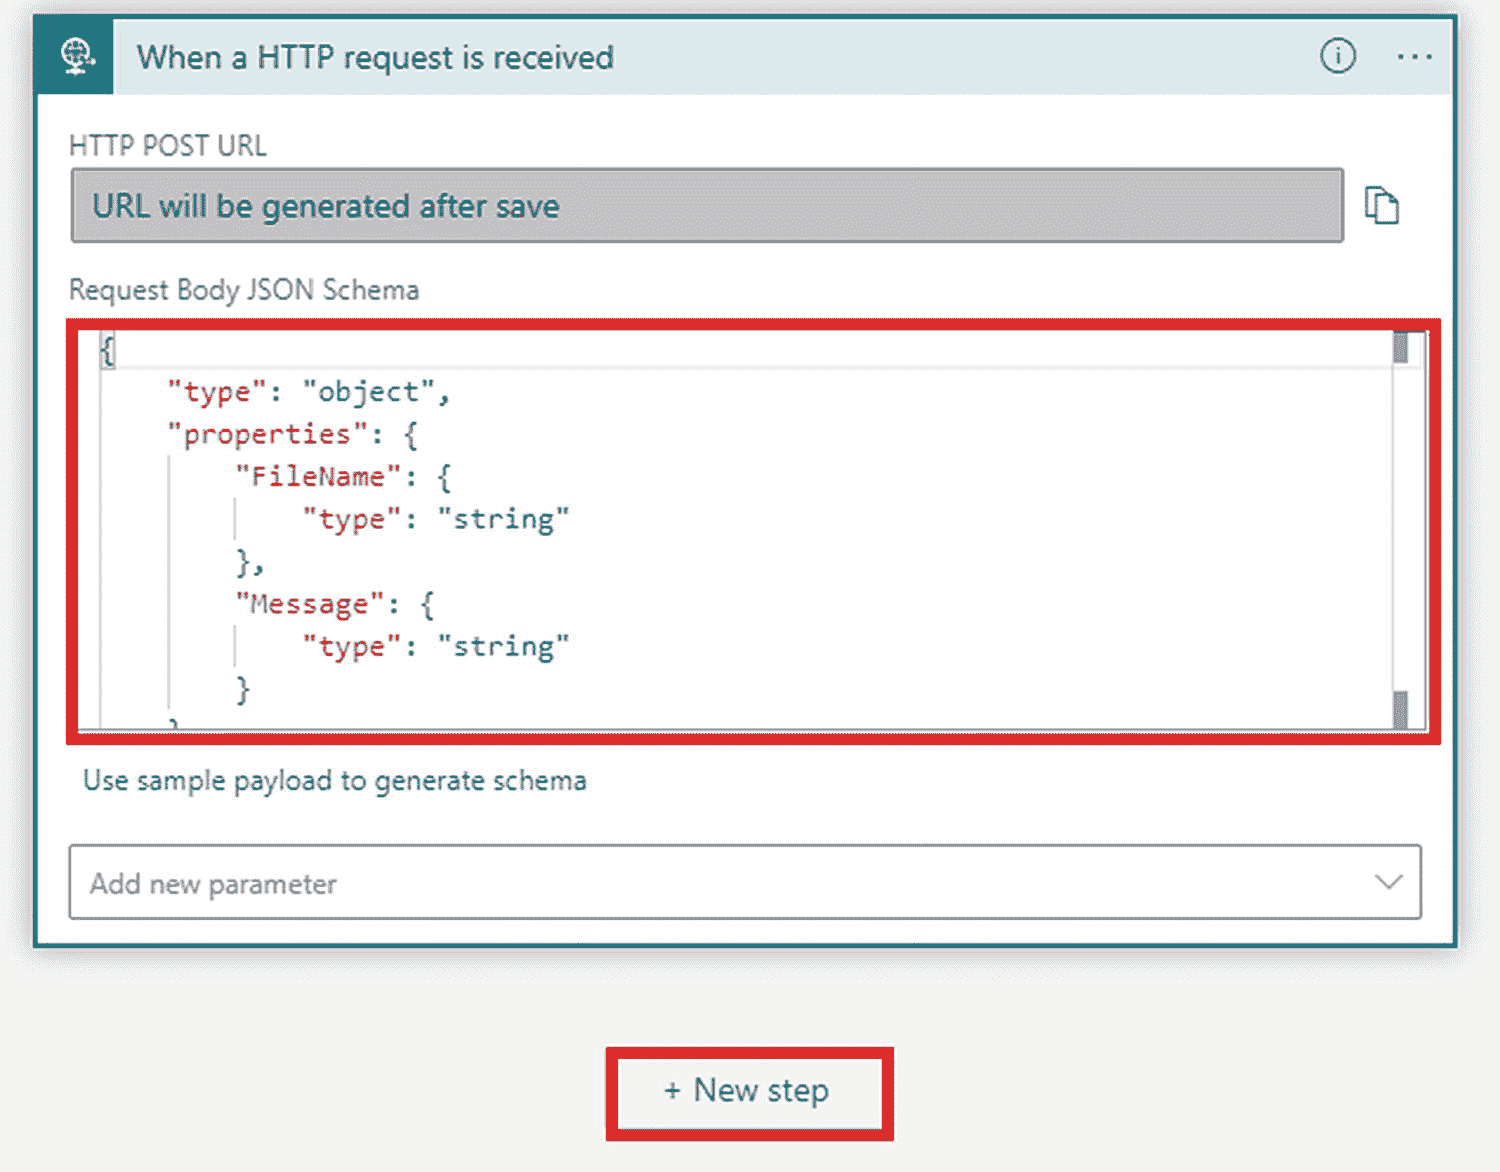 When a HTTP request is received
HTTP POST URL
URL will be generated after save
Request Body JSON Schema
{
"type": "object",
"properties": {
"FileName": {
"type": "string"
},
"Message": {
"type": "string"
}
}
Use sample payload to generate schema
Add new parameter
+ New step